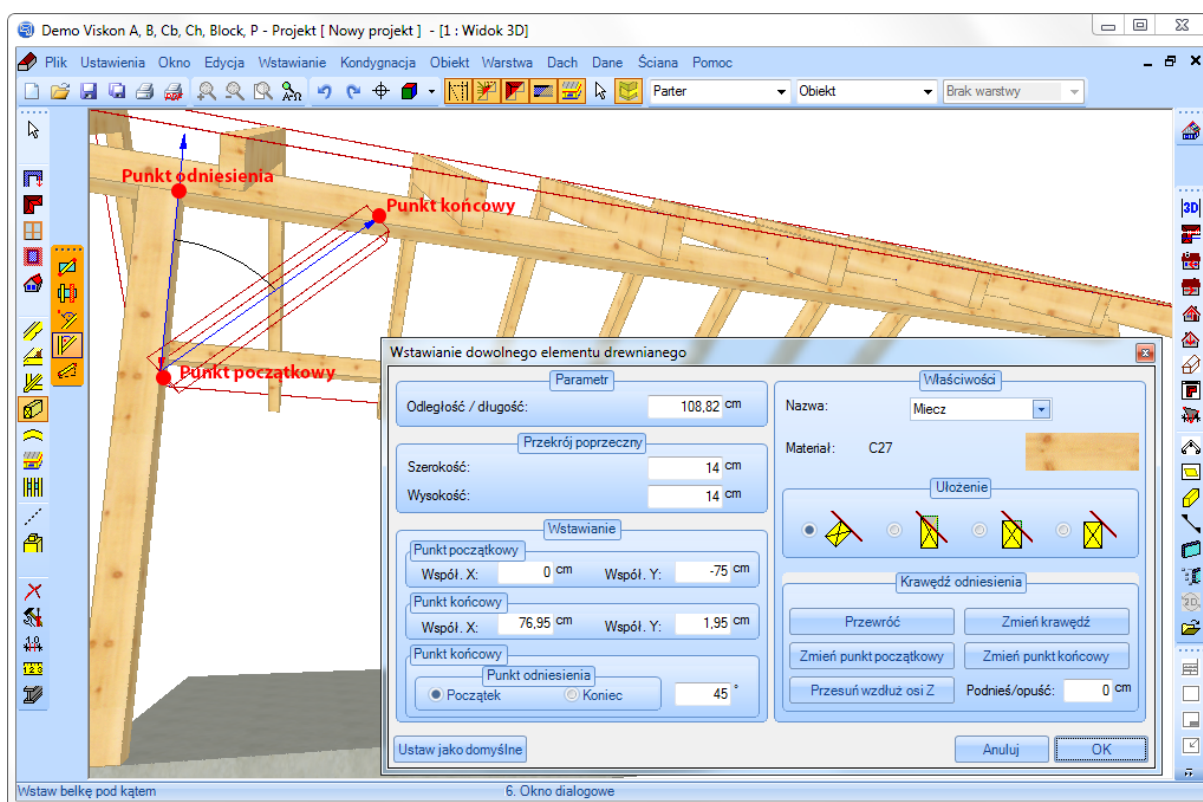 Demo Viskon A, B, Cb, Ch, Block, P - Projekt [ Nowy projekt ] - [1 : Widok 3D]
Plik Ustawienia Okno Edycja Wstawianie Kondygnacja Obiekt Warstwa Dach Dane Ściana Pomoc
Parter Obiekt Brak warstwy
Punkt odniesienia
Punkt końcowy
Punkt początkowy
Wstawianie dowolnego elementu drewnianego
Parametr
Odległość / długość: 108,82 cm
Przekrój poprzeczny
Szerokość: 14 cm
Wysokość: 14 cm
Wstawianie
Punkt początkowy
Współ. X: 0 cm Współ. Y: -75 cm
Punkt końcowy
Współ. X: 76,95 cm Współ. Y: 1,95 cm
Punkt końcowy
Punkt odniesienia
Początek Koniec 45 °
Właściwości
Nazwa: Miecz
Materiał: C27
Ułożenie
Krawędź odniesienia
Przewróć Zmień krawędź
Zmień punkt początkowy Zmień punkt końcowy
Przesuń wzdłuż osi Z Podnieś/opuść: 0 cm
Ustaw jako domyślne Anuluj OK
3D
2D
1 2 3
Wstaw belkę pod kątem 6. Okno dialogowe